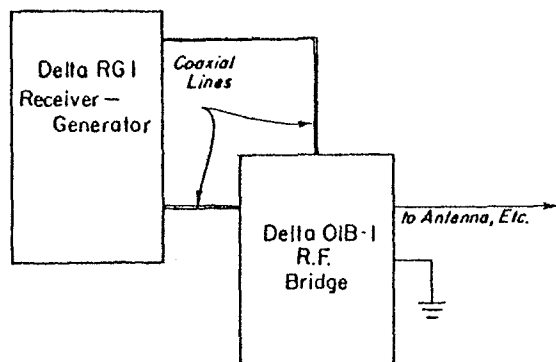 Delta RG1
Receiver—
Generator
Coaxial
Lines
Delta OIB-1
R.F.
Bridge
to Antenna, Etc.